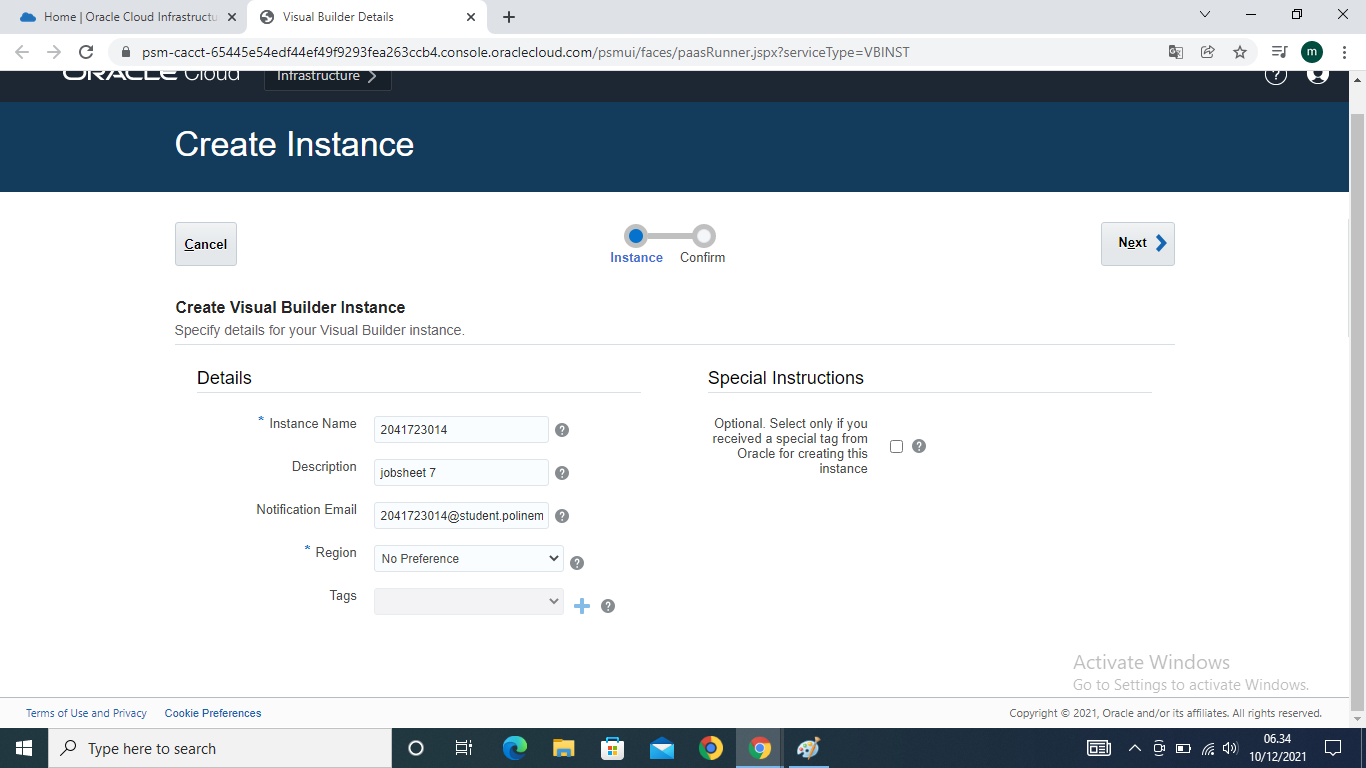 Home | Oracle Cloud Infrastructu
Visual Builder Details
psm-cacct-65445e54edf44ef49f9293fea263ccb4.console.oraclecloud.com/psmui/faces/paasRunner.jspx?serviceType=VBINST
m
ORACLE Cloud
Infrastructure
?
Create Instance
Cancel
Instance
Confirm
Next
Create Visual Builder Instance
Specify details for your Visual Builder instance.
Details
* Instance Name
2041723014
?
Description
jobsheet 7
?
Notification Email
2041723014@student.polinem
?
* Region
No Preference
?
Tags
?
Special Instructions
Optional. Select only if you
received a special tag from
Oracle for creating this
instance
?
Activate Windows
Go to Settings to activate Windows.
Terms of Use and Privacy
Cookie Preferences
Copyright © 2021, Oracle and/or its affiliates. All rights reserved.
Type here to search
06.34
10/12/2021